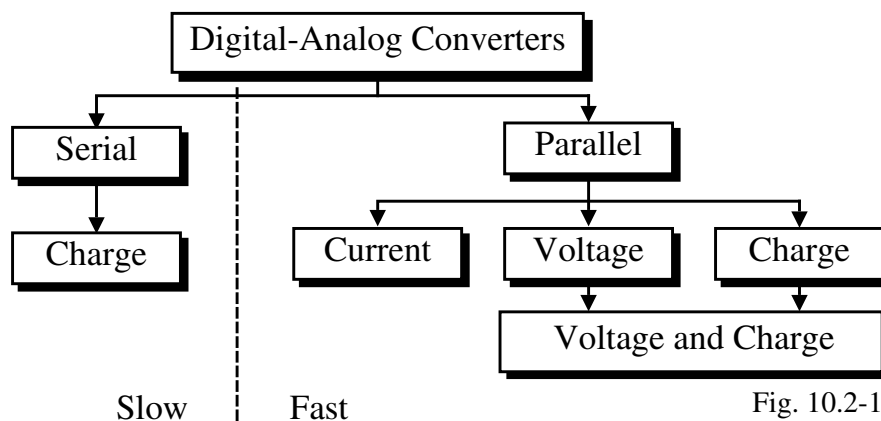 Digital-Analog Converters
Serial
Parallel
Charge
Current
Voltage
Charge
Voltage and Charge
Slow
Fast
Fig. 10.2-1